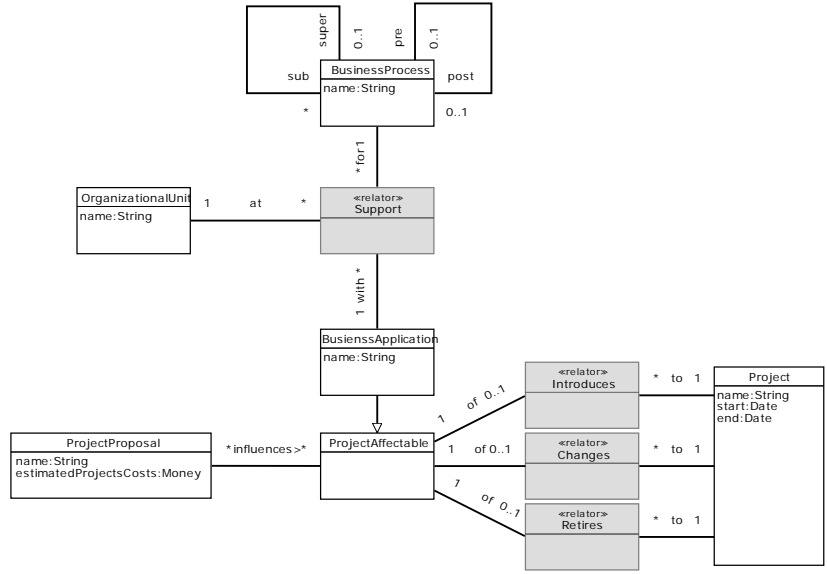 super
0..1
pre
0..1
sub
BusinessProcess
post
name:String
*
0..1
* for 1
OrganizationalUnit
name:String
1 at *
«relator»
Support
1 with *
BusienssApplication
name:String
«relator»
Introduces
1 of 0..1
* to 1
Project
name:String
start:Date
end:Date
ProjectProposal
name:String
estimatedProjectsCosts:Money
*influences>*
ProjectAffectable
1 of 0..1
«relator»
Changes
* to 1
1 of 0..1
«relator»
Retires
* to 1